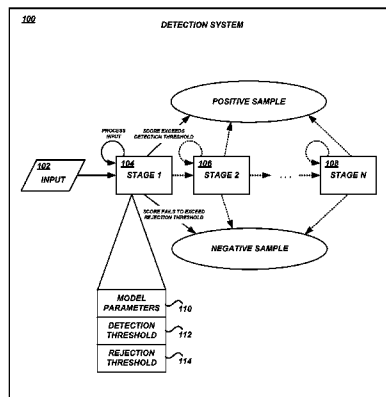 100
DETECTION SYSTEM
POSITIVE SAMPLE
PROCESS
INPUT
SCORE EXCEEDS
DETECTION THRESHOLD
102
INPUT
104
STAGE 1
106
STAGE 2
. . .
108
STAGE N
SCORE FAILS TO EXCEED
REJECTION THRESHOLD
NEGATIVE SAMPLE
MODEL
PARAMETERS
110
DETECTION
THRESHOLD
112
REJECTION
THRESHOLD
114